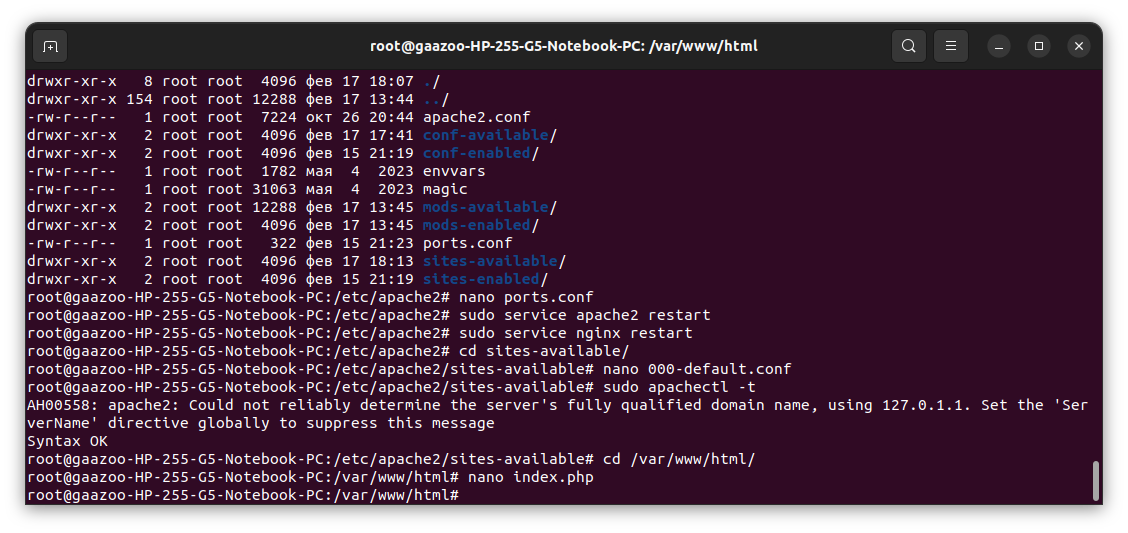 root@gaazoo-HP-255-G5-Notebook-PC: /var/www/html
drwxr-xr-x   8 root root  4096 фев 17 18:07 ./
drwxr-xr-x 154 root root 12288 фев 17 13:44 ../
-rw-r--r--   1 root root  7224 окт 26 20:44 apache2.conf
drwxr-xr-x   2 root root  4096 фев 17 17:41 conf-available/
drwxr-xr-x   2 root root  4096 фев 15 21:19 conf-enabled/
-rw-r--r--   1 root root  1782 мая  4  2023 envvars
-rw-r--r--   1 root root 31063 мая  4  2023 magic
drwxr-xr-x   2 root root 12288 фев 17 13:45 mods-available/
drwxr-xr-x   2 root root  4096 фев 17 13:45 mods-enabled/
-rw-r--r--   1 root root   322 фев 15 21:23 ports.conf
drwxr-xr-x   2 root root  4096 фев 17 18:13 sites-available/
drwxr-xr-x   2 root root  4096 фев 15 21:19 sites-enabled/
root@gaazoo-HP-255-G5-Notebook-PC:/etc/apache2# nano ports.conf
root@gaazoo-HP-255-G5-Notebook-PC:/etc/apache2# sudo service apache2 restart
root@gaazoo-HP-255-G5-Notebook-PC:/etc/apache2# sudo service nginx restart
root@gaazoo-HP-255-G5-Notebook-PC:/etc/apache2# cd sites-available/
root@gaazoo-HP-255-G5-Notebook-PC:/etc/apache2/sites-available# nano 000-default.conf
root@gaazoo-HP-255-G5-Notebook-PC:/etc/apache2/sites-available# sudo apachectl -t
AH00558: apache2: Could not reliably determine the server's fully qualified domain name, using 127.0.1.1. Set the 'Ser
verName' directive globally to suppress this message
Syntax OK
root@gaazoo-HP-255-G5-Notebook-PC:/etc/apache2/sites-available# cd /var/www/html/
root@gaazoo-HP-255-G5-Notebook-PC:/var/www/html# nano index.php
root@gaazoo-HP-255-G5-Notebook-PC:/var/www/html#